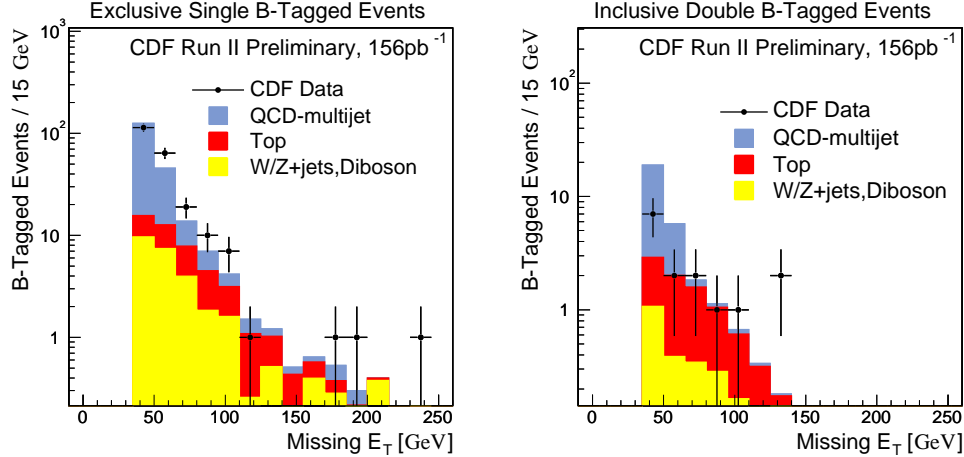 Exclusive Single B-Tagged Events
CDF Run II Preliminary, 156pb⁻¹
CDF Data
QCD-multijet
Top
W/Z+jets,Diboson
B-Tagged Events / 15 GeV
10³
10²
10
1
0 50 100 150 200 250
Missing E_T [GeV]
Inclusive Double B-Tagged Events
CDF Run II Preliminary, 156pb⁻¹
CDF Data
QCD-multijet
Top
W/Z+jets,Diboson
B-Tagged Events / 15 GeV
10²
10
1
0 50 100 150 200 250
Missing E_T [GeV]